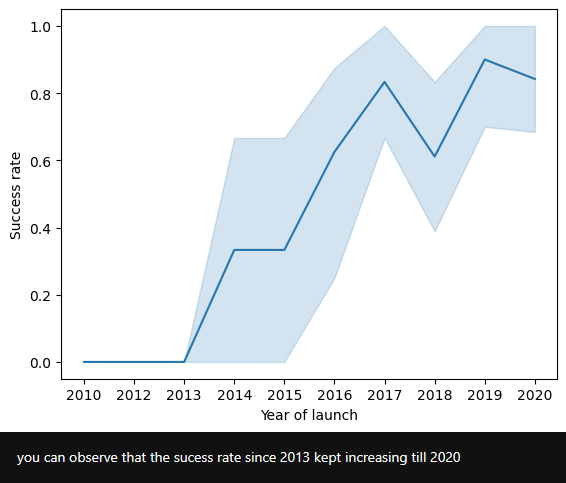 1.0
0.8
0.6
0.4
0.2
0.0
Success rate
2010 2012 2013 2014 2015 2016 2017 2018 2019 2020
Year of launch
you can observe that the sucess rate since 2013 kept increasing till 2020